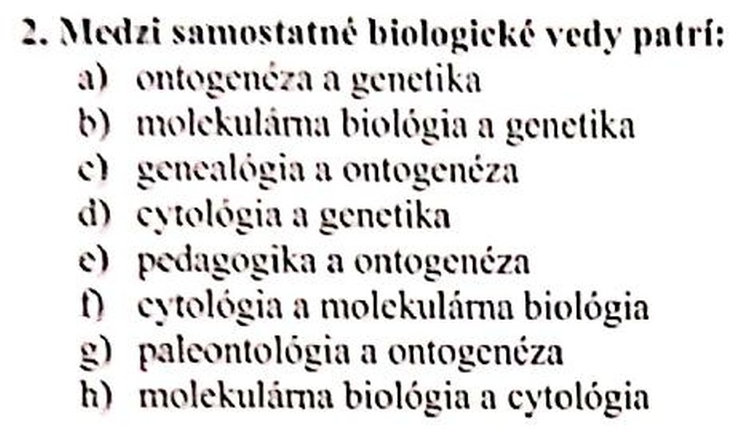 2. Medzi samostatné biologické vedy patrí:
a) ontogenéza a genetika
b) molekulárna biológia a genetika
c) genealógia a ontogenéza
d) cytológia a genetika
e) pedagogika a ontogenéza
f) cytológia a molekulárna biológia
g) paleontológia a ontogenéza
h) molekulárna biológia a cytológia